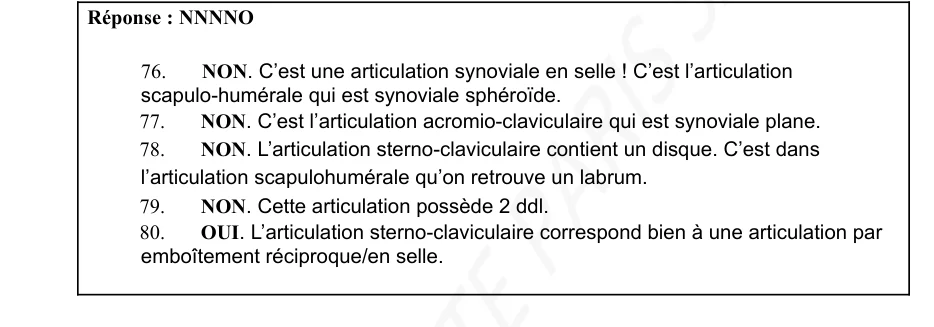 Réponse : NNNNO
76. NON. C’est une articulation synoviale en selle ! C’est l’articulation
scapulo-humérale qui est synoviale sphéroïde.
77. NON. C’est l’articulation acromio-claviculaire qui est synoviale plane.
78. NON. L’articulation sterno-claviculaire contient un disque. C’est dans
l’articulation scapulohumérale qu’on retrouve un labrum.
79. NON. Cette articulation possède 2 ddl.
80. OUI. L’articulation sterno-claviculaire correspond bien à une articulation par
emboîtement réciproque/en selle.